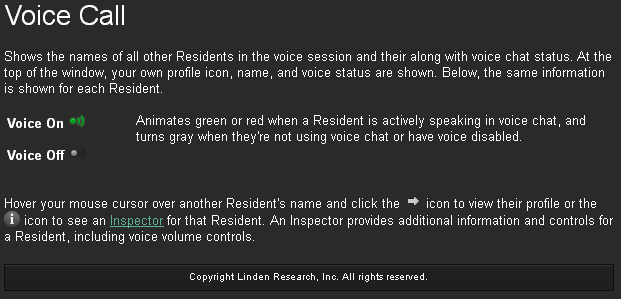 Voice Call
Shows the names of all other Residents in the voice session and their along with voice chat status. At the
top of the window, your own profile icon, name, and voice status are shown. Below, the same information
is shown for each Resident.
Voice On
Animates green or red when a Resident is actively speaking in voice chat, and
turns gray when they're not using voice chat or have voice disabled.
Voice Off
Hover your mouse cursor over another Resident's name and click the icon to view their profile or the
icon to see an Inspector for that Resident. An Inspector provides additional information and controls for
a Resident, including voice volume controls.
Copyright Linden Research, Inc. All rights reserved.